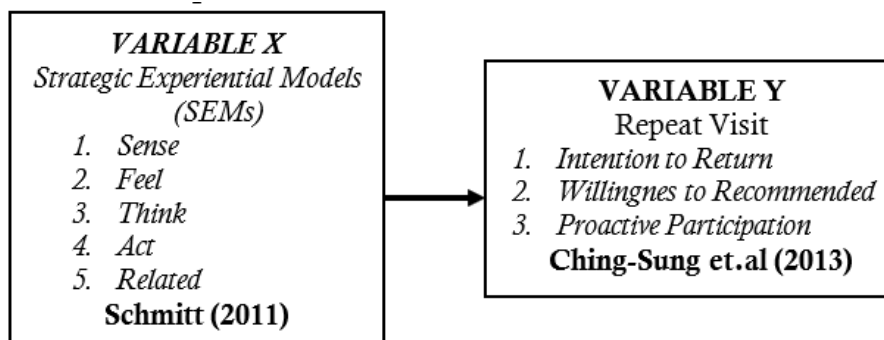 VARIABLE X
Strategic Experiential Models
(SEMs)
1. Sense
2. Feel
3. Think
4. Act
5. Related
Schmitt (2011)
VARIABLE Y
Repeat Visit
1. Intention to Return
2. Willingnes to Recommended
3. Proactive Participation
Ching-Sung et.al (2013)